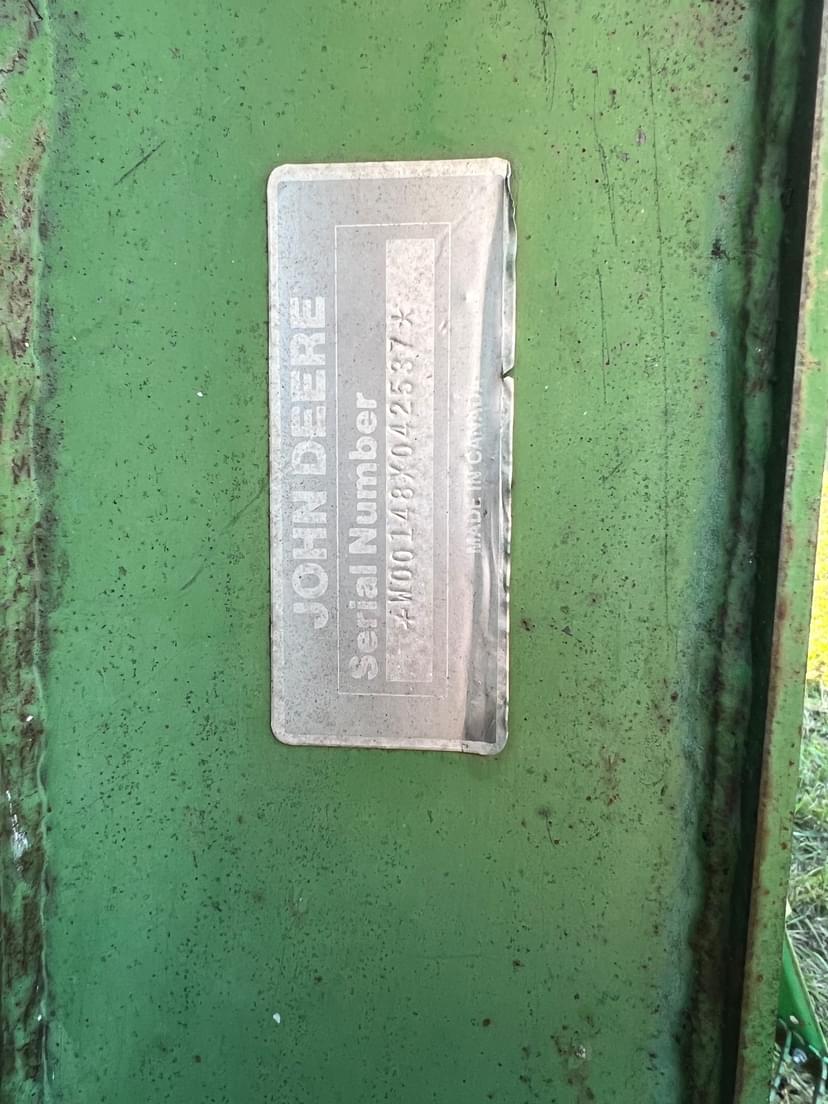 JOHN DEERE
Serial Number
*W00148X042537*
MADE IN CANADA